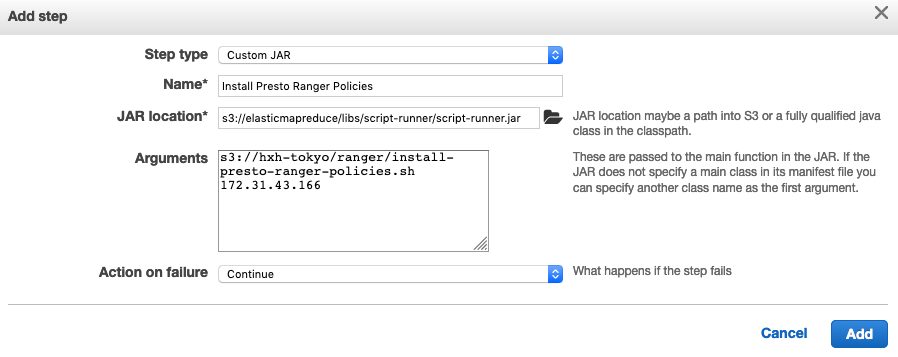 Add step
Step type Custom JAR
Name* Install Presto Ranger Policies
JAR location* s3://elasticmapreduce/libs/script-runner/script-runner.jar
JAR location maybe a path into S3 or a fully qualified java
class in the classpath.
Arguments
s3://hxh-tokyo/ranger/install-
presto-ranger-policies.sh
172.31.43.166
These are passed to the main function in the JAR. If the
JAR does not specify a main class in its manifest file you
can specify another class name as the first argument.
Action on failure Continue What happens if the step fails
Cancel Add